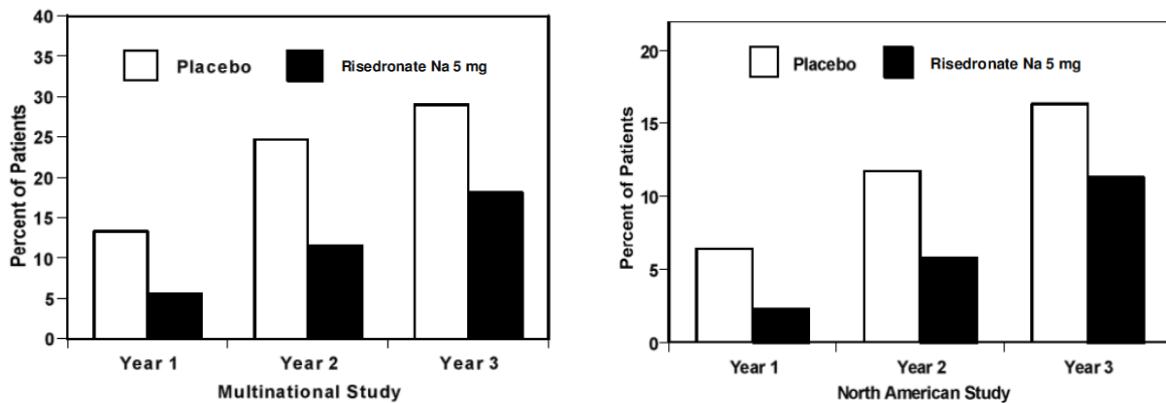 40
35
30
25
20
15
10
5
0
Percent of Patients
Placebo
Risedronate Na 5 mg
Year 1
Year 2
Year 3
Multinational Study
20
15
10
5
0
Percent of Patients
Placebo
Risedronate Na 5 mg
Year 1
Year 2
Year 3
North American Study